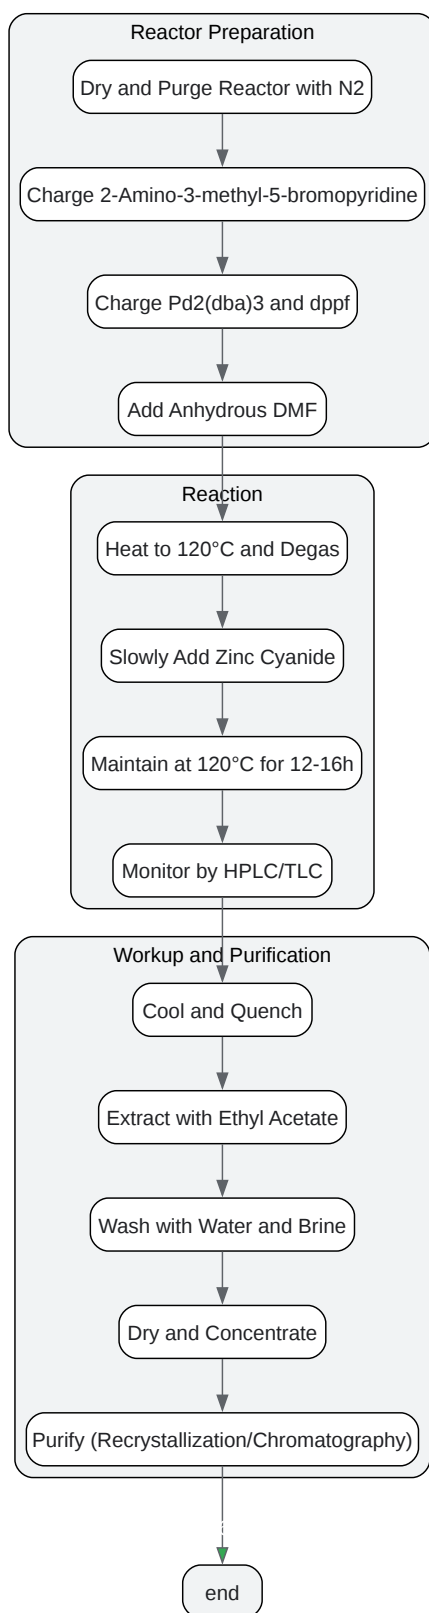 Reactor Preparation
Dry and Purge Reactor with N2
Charge 2-Amino-3-methyl-5-bromopyridine
Charge Pd2(dba)3 and dppf
Add Anhydrous DMF
Reaction
Heat to 120°C and Degas
Slowly Add Zinc Cyanide
Maintain at 120°C for 12-16h
Monitor by HPLC/TLC
Workup and Purification
Cool and Quench
Extract with Ethyl Acetate
Wash with Water and Brine
Dry and Concentrate
Purify (Recrystallization/Chromatography)
end